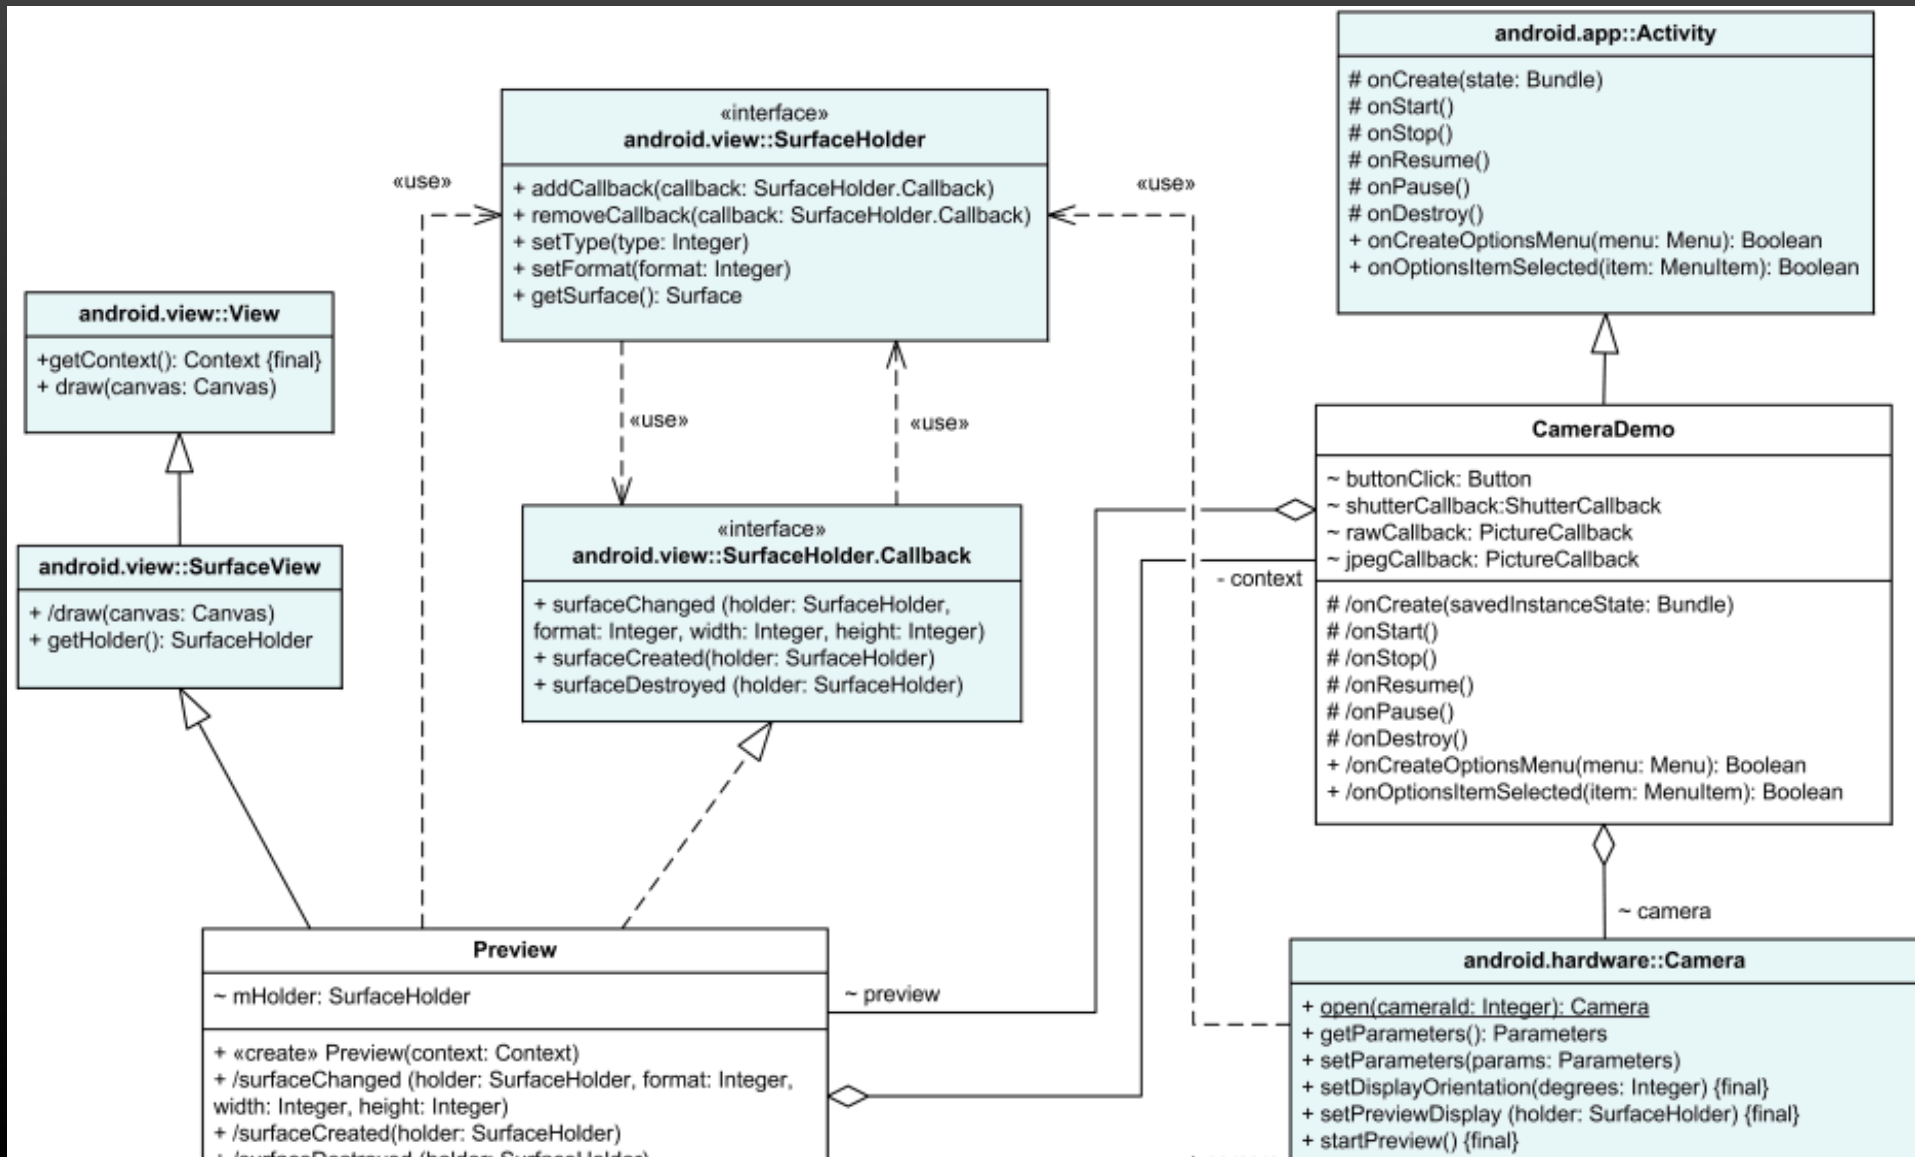 android.app::Activity
# onCreate(state: Bundle)
# onStart()
# onStop()
# onResume()
# onPause()
# onDestroy()
+ onCreateOptionsMenu(menu: Menu): Boolean
+ onOptionsItemSelected(item: MenuItem): Boolean
«interface»
android.view::SurfaceHolder
+ addCallback(callback: SurfaceHolder.Callback)
+ removeCallback(callback: SurfaceHolder.Callback)
+ setType(type: Integer)
+ setFormat(format: Integer)
+ getSurface(): Surface
«use»
«use»
android.view::View
+getContext(): Context {final}
+ draw(canvas: Canvas)
«use»
«use»
CameraDemo
~ buttonClick: Button
~ shutterCallback:ShutterCallback
~ rawCallback: PictureCallback
~ jpegCallback: PictureCallback
- context
# /onCreate(savedInstanceState: Bundle)
# /onStart()
# /onStop()
# /onResume()
# /onPause()
# /onDestroy()
+ /onCreateOptionsMenu(menu: Menu): Boolean
+ /onOptionsItemSelected(item: MenuItem): Boolean
«interface»
android.view::SurfaceHolder.Callback
+ surfaceChanged (holder: SurfaceHolder,
format: Integer, width: Integer, height: Integer)
+ surfaceCreated(holder: SurfaceHolder)
+ surfaceDestroyed (holder: SurfaceHolder)
android.view::SurfaceView
+ /draw(canvas: Canvas)
+ getHolder(): SurfaceHolder
~ camera
Preview
~ mHolder: SurfaceHolder
~ preview
+ «create» Preview(context: Context)
+ /surfaceChanged (holder: SurfaceHolder, format: Integer,
width: Integer, height: Integer)
+ /surfaceCreated(holder: SurfaceHolder)
+ /surfaceDestroyed (holder: SurfaceHolder)
android.hardware::Camera
+ open(cameraId: Integer): Camera
+ getParameters(): Parameters
+ setParameters(params: Parameters)
+ setDisplayOrientation(degrees: Integer) {final}
+ setPreviewDisplay (holder: SurfaceHolder) {final}
+ startPreview() {final}